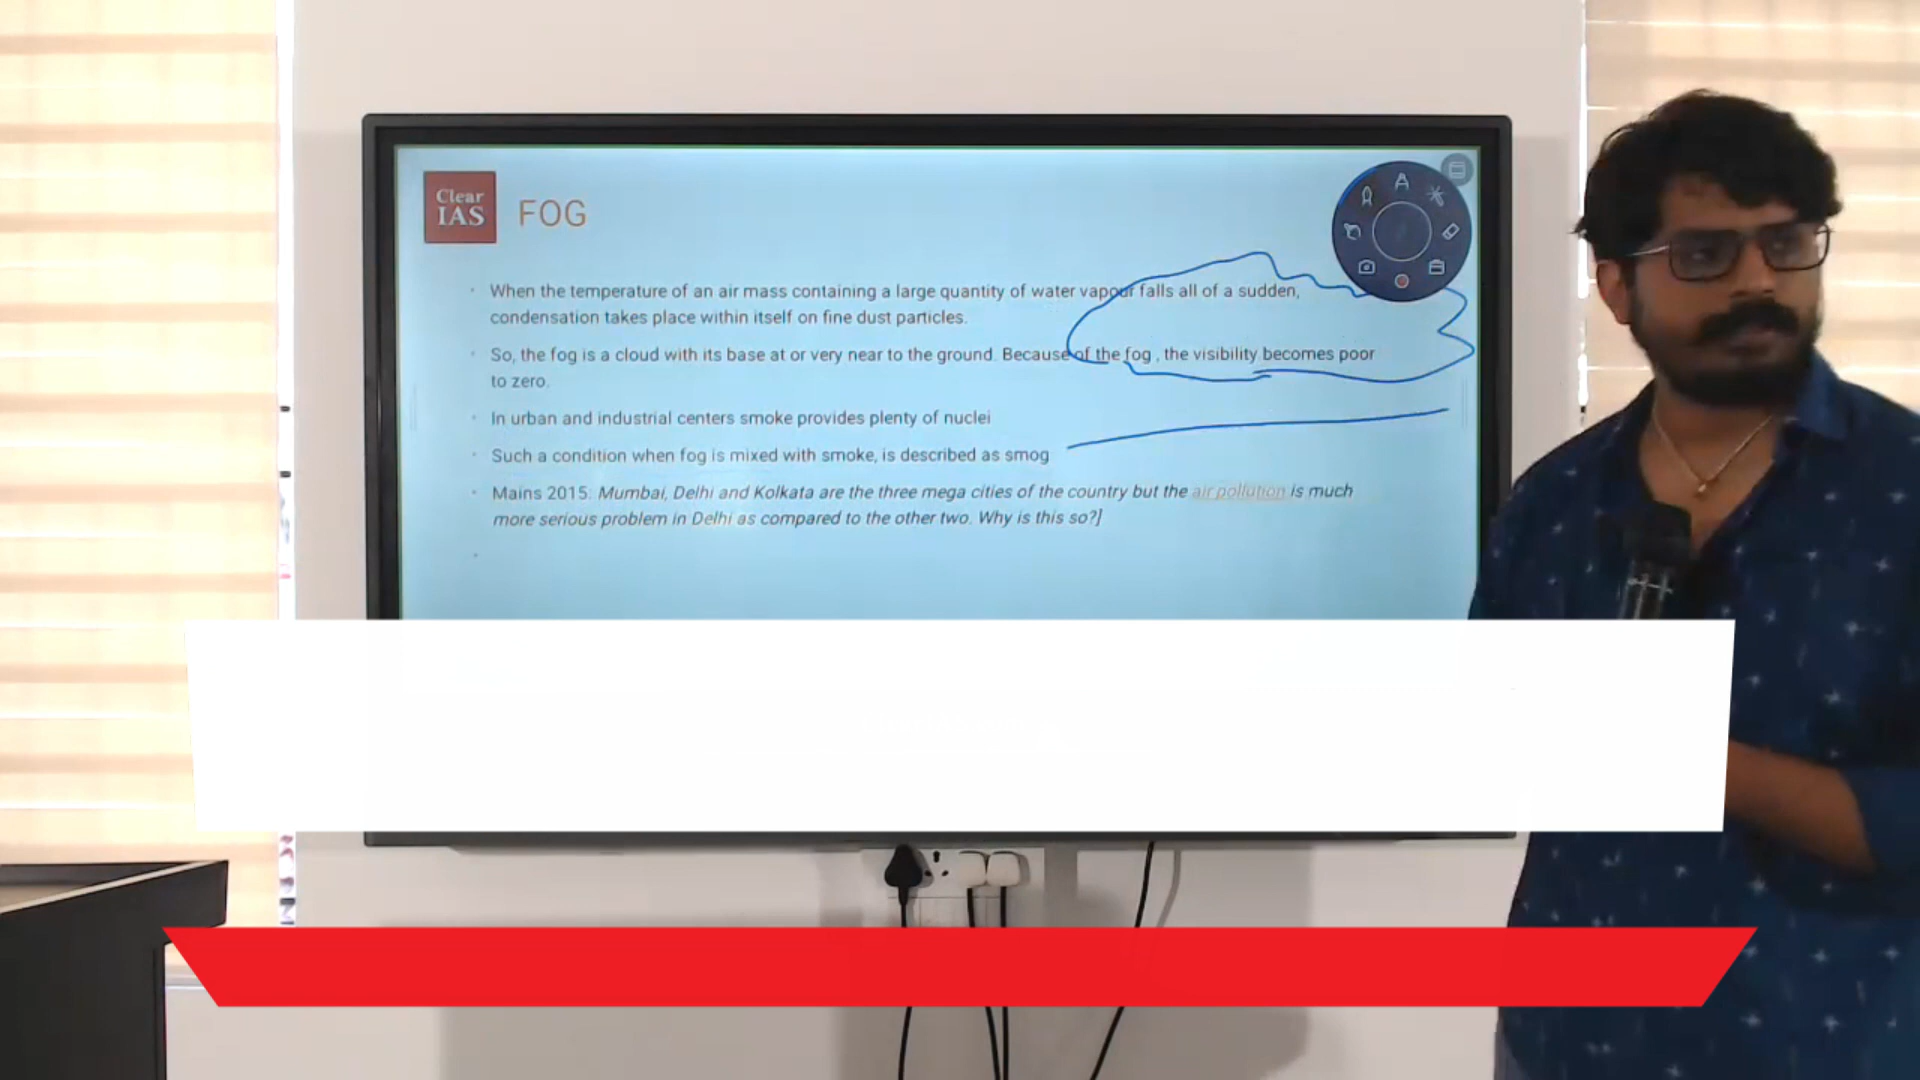 Clear
IAS
FOG
When the temperature of an air mass containing a large quantity of water vapour falls all of a sudden,
condensation takes place within itself on fine dust particles.
So, the fog is a cloud with its base at or very near to the ground. Because of the fog , the visibility becomes poor
to zero.
In urban and industrial centers smoke provides plenty of nuclei
Such a condition when fog is mixed with smoke, is described as smog
Mains 2015: Mumbai, Delhi and Kolkata are the three mega cities of the country but the air pollution is much
more serious problem in Delhi as compared to the other two. Why is this so?]